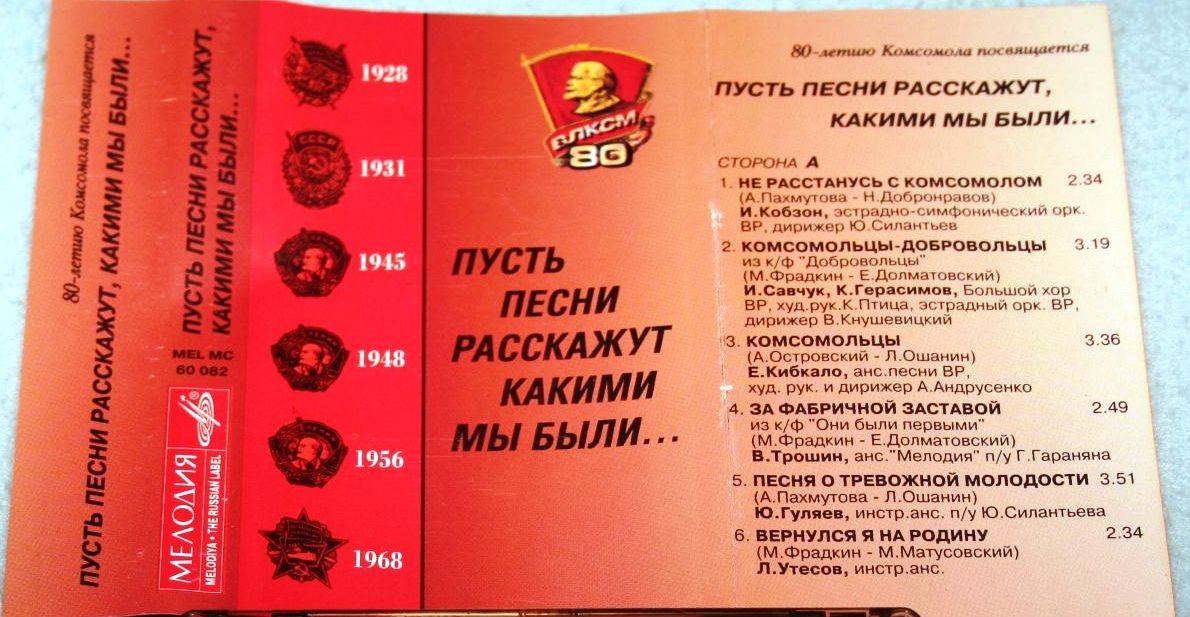 80-летию Комсомола посвящается
ПУСТЬ ПЕСНИ РАССКАЖУТ, КАКИМИ МЫ БЫЛИ...
ПУСТЬ ПЕСНИ РАССКАЖУТ,
КАКИМИ МЫ БЫЛИ...
MEL MC
60 082
МЕЛОДИЯ
MELODIYA • THE RUSSIAN LABEL
1928
СССР
1931
1945
1948
1956
1968
ВЛКСМ
80
ПУСТЬ
ПЕСНИ
РАССКАЖУТ
КАКИМИ
МЫ БЫЛИ...
80-летию Комсомола посвящается
ПУСТЬ ПЕСНИ РАССКАЖУТ,
КАКИМИ МЫ БЫЛИ...
СТОРОНА А
1. НЕ РАССТАНУСЬ С КОМСОМОЛОМ 2.34
(А.Пахмутова - Н.Добронравов)
И.Кобзон, эстрадно-симфонический орк.
ВР, дирижер Ю.Силантьев
2. КОМСОМОЛЬЦЫ-ДОБРОВОЛЬЦЫ 3.19
из к/ф "Добровольцы"
(М.Фрадкин - Е.Долматовский)
И.Савчук, К.Герасимов, Большой хор
ВР, худ.рук.К.Птица, эстрадный орк. ВР,
дирижер В.Кнушевицкий
3. КОМСОМОЛЬЦЫ 3.36
(А.Островский - Л.Ошанин)
Е.Кибкало, анс.песни ВР,
худ. рук. и дирижер А.Андрусенко
4. ЗА ФАБРИЧНОЙ ЗАСТАВОЙ 2.49
из к/ф "Они были первыми"
(М.Фрадкин - Е.Долматовский)
В.Трошин, анс."Мелодия" п/у Г.Гараняна
5. ПЕСНЯ О ТРЕВОЖНОЙ МОЛОДОСТИ 3.51
(А.Пахмутова - Л.Ошанин)
Ю.Гуляев, инстр.анс. п/у Ю.Силантьева
6. ВЕРНУЛСЯ Я НА РОДИНУ 2.34
(М.Фрадкин - М.Матусовский)
Л.Утесов, инстр.анс.